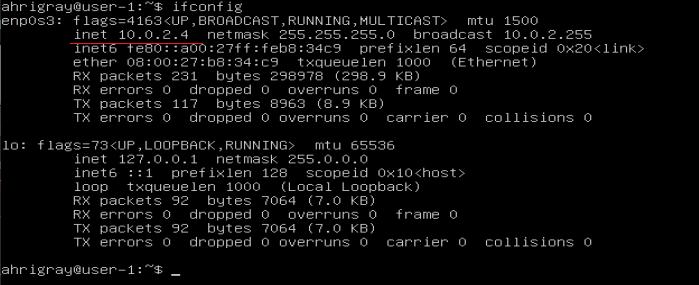 ahrigray@user-1:~$ ifconfig
enp0s3: flags=4163<UP,BROADCAST,RUNNING,MULTICAST>  mtu 1500
        inet 10.0.2.4  netmask 255.255.255.0  broadcast 10.0.2.255
        inet6 fe80::a00:27ff:feb8:34c9  prefixlen 64  scopeid 0x20<link>
        ether 08:00:27:b8:34:c9  txqueuelen 1000  (Ethernet)
        RX packets 231  bytes 298978 (298.9 KB)
        RX errors 0  dropped 0  overruns 0  frame 0
        TX packets 117  bytes 8963 (8.9 KB)
        TX errors 0  dropped 0 overruns 0  carrier 0  collisions 0
lo: flags=73<UP,LOOPBACK,RUNNING>  mtu 65536
        inet 127.0.0.1  netmask 255.0.0.0
        inet6 ::1  prefixlen 128  scopeid 0x10<host>
        loop  txqueuelen 1000  (Local Loopback)
        RX packets 92  bytes 7064 (7.0 KB)
        RX errors 0  dropped 0  overruns 0  frame 0
        TX packets 92  bytes 7064 (7.0 KB)
        TX errors 0  dropped 0 overruns 0  carrier 0  collisions 0
ahrigray@user-1:~$ _